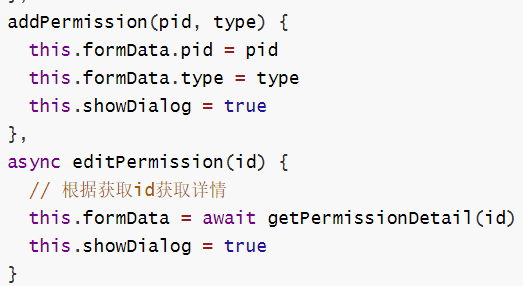 addPermission(pid, type) {
  this.formData.pid = pid
  this.formData.type = type
  this.showDialog = true
},
async editPermission(id) {
  // 根据获取id获取详情
  this.formData = await getPermissionDetail(id)
  this.showDialog = true
}